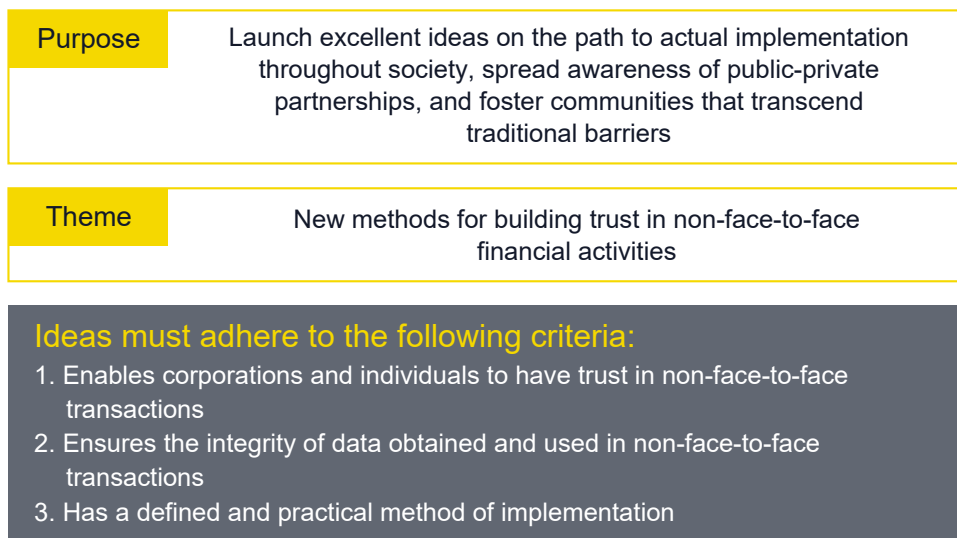 Purpose
Launch excellent ideas on the path to actual implementation
throughout society, spread awareness of public-private
partnerships, and foster communities that transcend
traditional barriers
Theme
New methods for building trust in non-face-to-face
financial activities
Ideas must adhere to the following criteria:
1. Enables corporations and individuals to have trust in non-face-to-face
transactions
2. Ensures the integrity of data obtained and used in non-face-to-face
transactions
3. Has a defined and practical method of implementation